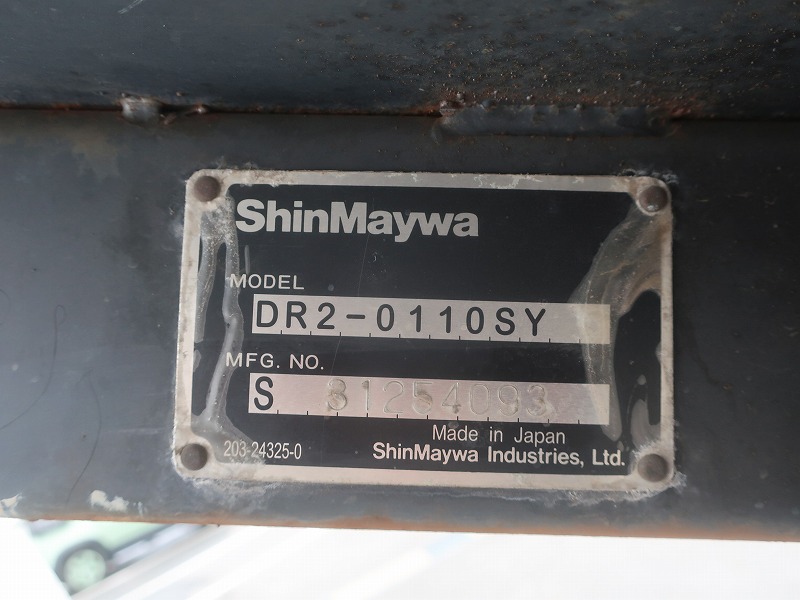 ShinMaywa
MODEL
DR2-0110SY
MFG. NO.
S 31254093
Made in Japan
203-24325-0
ShinMaywa Industries, Ltd.